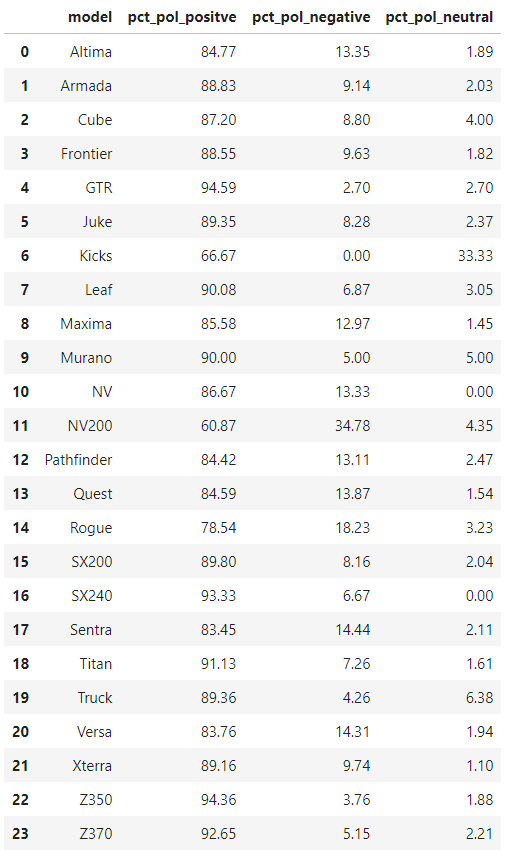 model pct_pol_positve pct_pol_negative pct_pol_neutral
0 Altima 84.77 13.35 1.89
1 Armada 88.83 9.14 2.03
2 Cube 87.20 8.80 4.00
3 Frontier 88.55 9.63 1.82
4 GTR 94.59 2.70 2.70
5 Juke 89.35 8.28 2.37
6 Kicks 66.67 0.00 33.33
7 Leaf 90.08 6.87 3.05
8 Maxima 85.58 12.97 1.45
9 Murano 90.00 5.00 5.00
10 NV 86.67 13.33 0.00
11 NV200 60.87 34.78 4.35
12 Pathfinder 84.42 13.11 2.47
13 Quest 84.59 13.87 1.54
14 Rogue 78.54 18.23 3.23
15 SX200 89.80 8.16 2.04
16 SX240 93.33 6.67 0.00
17 Sentra 83.45 14.44 2.11
18 Titan 91.13 7.26 1.61
19 Truck 89.36 4.26 6.38
20 Versa 83.76 14.31 1.94
21 Xterra 89.16 9.74 1.10
22 Z350 94.36 3.76 1.88
23 Z370 92.65 5.15 2.21